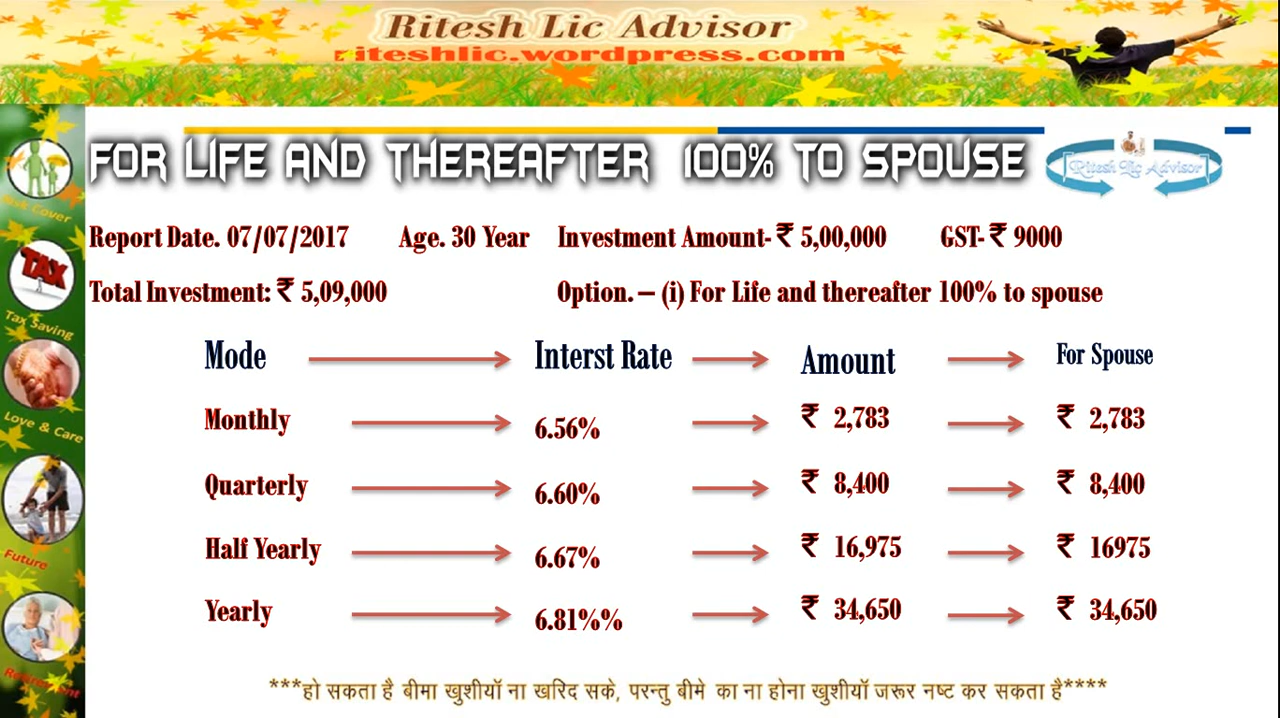 Ritesh Lic Advisor
riteshlic.wordpress.com
FOR LIFE AND THEREAFTER 100% TO SPOUSE
Ritesh Lic Advisor
Report Date. 07/07/2017 Age. 30 Year Investment Amount- ₹ 5,00,000 GST- ₹ 9000
Total Investment: ₹ 5,09,000 Option. – (i) For Life and thereafter 100% to spouse
Mode Interst Rate Amount For Spouse
Monthly 6.56% ₹ 2,783 ₹ 2,783
Quarterly 6.60% ₹ 8,400 ₹ 8,400
Half Yearly 6.67% ₹ 16,975 ₹ 16975
Yearly 6.81%% ₹ 34,650 ₹ 34,650
Risk Cover
TAX
Tax Saving
Love & Care
Future
Retirement
***हो सकता है बीमा खुशीयॉ ना खरिद सके, परन्तु बीमे का ना होना खुशीयॉ जरूर नष्ट कर सकता है****